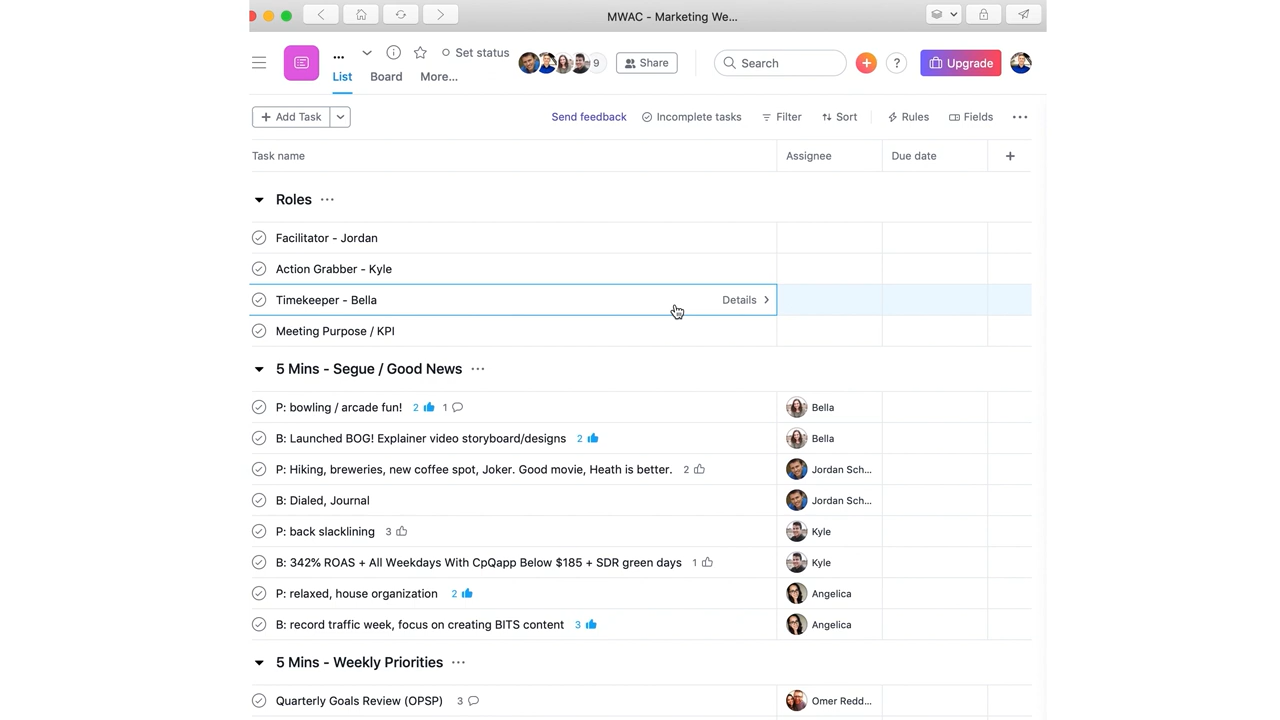 MWAC - Marketing We...
... Set status
9 Share
Search
+
?
Upgrade
List Board More...
+ Add Task
Send feedback Incomplete tasks Filter Sort Rules Fields ...
Task name Assignee Due date +
Roles ...
Facilitator - Jordan
Action Grabber - Kyle
Timekeeper - Bella Details >
Meeting Purpose / KPI
5 Mins - Segue / Good News ...
P: bowling / arcade fun! 2 1 Bella
B: Launched BOG! Explainer video storyboard/designs 2 Bella
P: Hiking, breweries, new coffee spot, Joker. Good movie, Heath is better. 2 Jordan Sch...
B: Dialed, Journal Jordan Sch...
P: back slacklining 3 Kyle
B: 342% ROAS + All Weekdays With CpQapp Below $185 + SDR green days 1 Kyle
P: relaxed, house organization 2 Angelica
B: record traffic week, focus on creating BITS content 3 Angelica
5 Mins - Weekly Priorities ...
Quarterly Goals Review (OPSP) 3 Omer Redd...